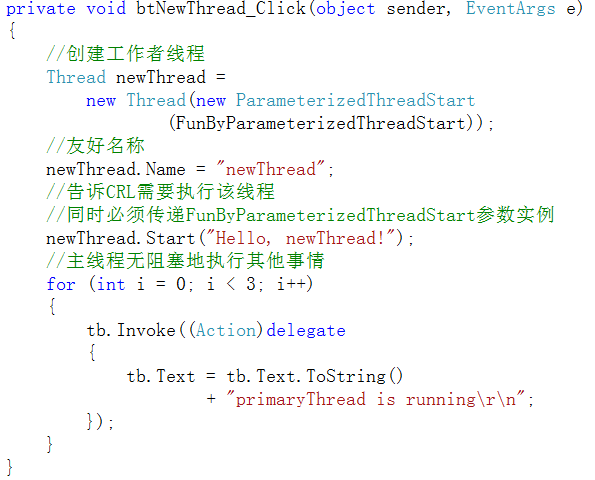 private void btNewThread_Click(object sender, EventArgs e)
{
    //创建工作者线程
    Thread newThread =
        new Thread(new ParameterizedThreadStart
                (FunByParameterizedThreadStart));
    //友好名称
    newThread.Name = "newThread";
    //告诉CRL需要执行该线程
    //同时必须传递FunByParameterizedThreadStart参数实例
    newThread.Start("Hello, newThread!");
    //主线程无阻塞地执行其他事情
    for (int i = 0; i < 3; i++)
    {
        tb.Invoke((Action)delegate
        {
            tb.Text = tb.Text.ToString()
                    + "primaryThread is running\r\n";
        });
    }
}